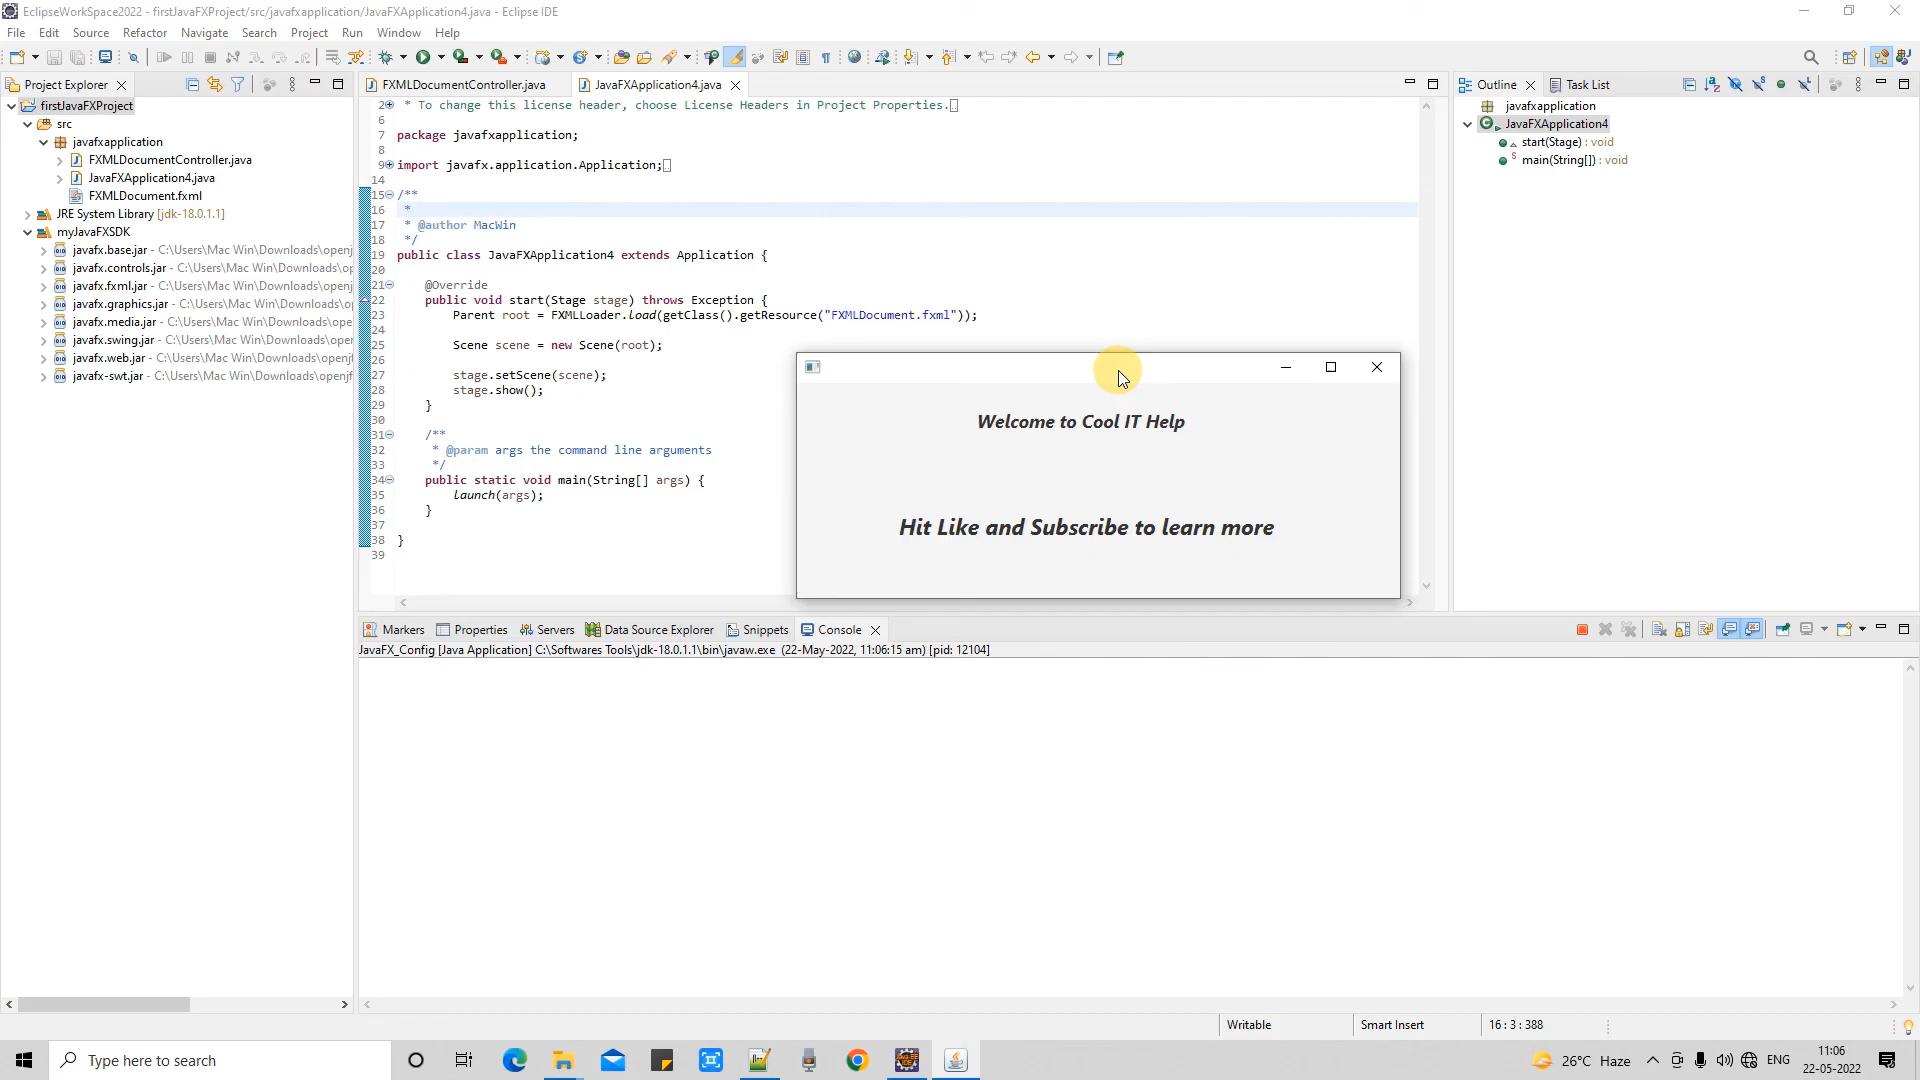 EclipseWorkSpace2022 - firstJavaFXProject/src/javafxapplication/JavaFXApplication4.java - Eclipse IDE
File Edit Source Refactor Navigate Search Project Run Window Help
Project Explorer
firstJavaFXProject
src
javafxapplication
FXMLDocumentController.java
JavaFXApplication4.java
FXMLDocument.fxml
JRE System Library [jdk-18.0.1.1]
myJavaFXSDK
javafx.base.jar - C:\Users\Mac Win\Downloads\openj
javafx.controls.jar - C:\Users\Mac Win\Downloads\op
javafx.fxml.jar - C:\Users\Mac Win\Downloads\openjf
javafx.graphics.jar - C:\Users\Mac Win\Downloads\o
javafx.media.jar - C:\Users\Mac Win\Downloads\ope
javafx.swing.jar - C:\Users\Mac Win\Downloads\open
javafx.web.jar - C:\Users\Mac Win\Downloads\openjf
javafx-swt.jar - C:\Users\Mac Win\Downloads\openjf
FXMLDocumentController.java JavaFXApplication4.java
2 * To change this license header, choose License Headers in Project Properties.
6
7 package javafxapplication;
8
9 import javafx.application.Application;
14
15 /**
16 *
17 * @author MacWin
18 */
19 public class JavaFXApplication4 extends Application {
20
21 @Override
22 public void start(Stage stage) throws Exception {
23 Parent root = FXMLLoader.load(getClass().getResource("FXMLDocument.fxml"));
24
25 Scene scene = new Scene(root);
26
27 stage.setScene(scene);
28 stage.show();
29 }
30
31 /**
32 * @param args the command line arguments
33 */
34 public static void main(String[] args) {
35 launch(args);
36 }
37
38 }
39
Welcome to Cool IT Help
Hit Like and Subscribe to learn more
Outline Task List
javafxapplication
JavaFXApplication4
start(Stage) : void
main(String[]) : void
Markers Properties Servers Data Source Explorer Snippets Console
JavaFX_Config [Java Application] C:\Softwares Tools\jdk-18.0.1.1\bin\javaw.exe (22-May-2022, 11:06:15 am) [pid: 12104]
Writable Smart Insert 16 : 3 : 388
Type here to search
26°C Haze ENG
11:06
22-05-2022